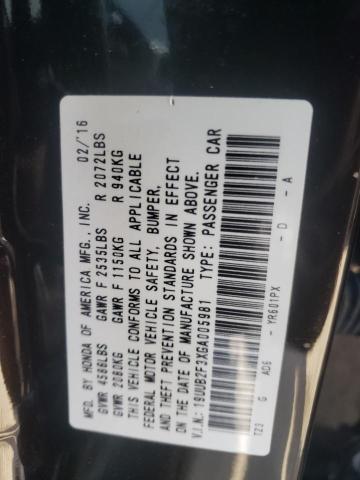 MFD. BY HONDA OF AMERICA MFG., INC. 02/'16
GVWR 4586LBS GAWR F 2535LBS R 2072LBS
GVWR 2080KG GAWR F 1150KG R 940KG
THIS VEHICLE CONFORMS TO ALL APPLICABLE
FEDERAL MOTOR VEHICLE SAFETY, BUMPER,
AND THEFT PREVENTION STANDARDS IN EFFECT
ON THE DATE OF MANUFACTURE SHOWN ABOVE.
V.I.N.: 19UUB2F3XGA005981 TYPE: PASSENGER CAR
TZ3 G AD6 - YR601PX - D - A